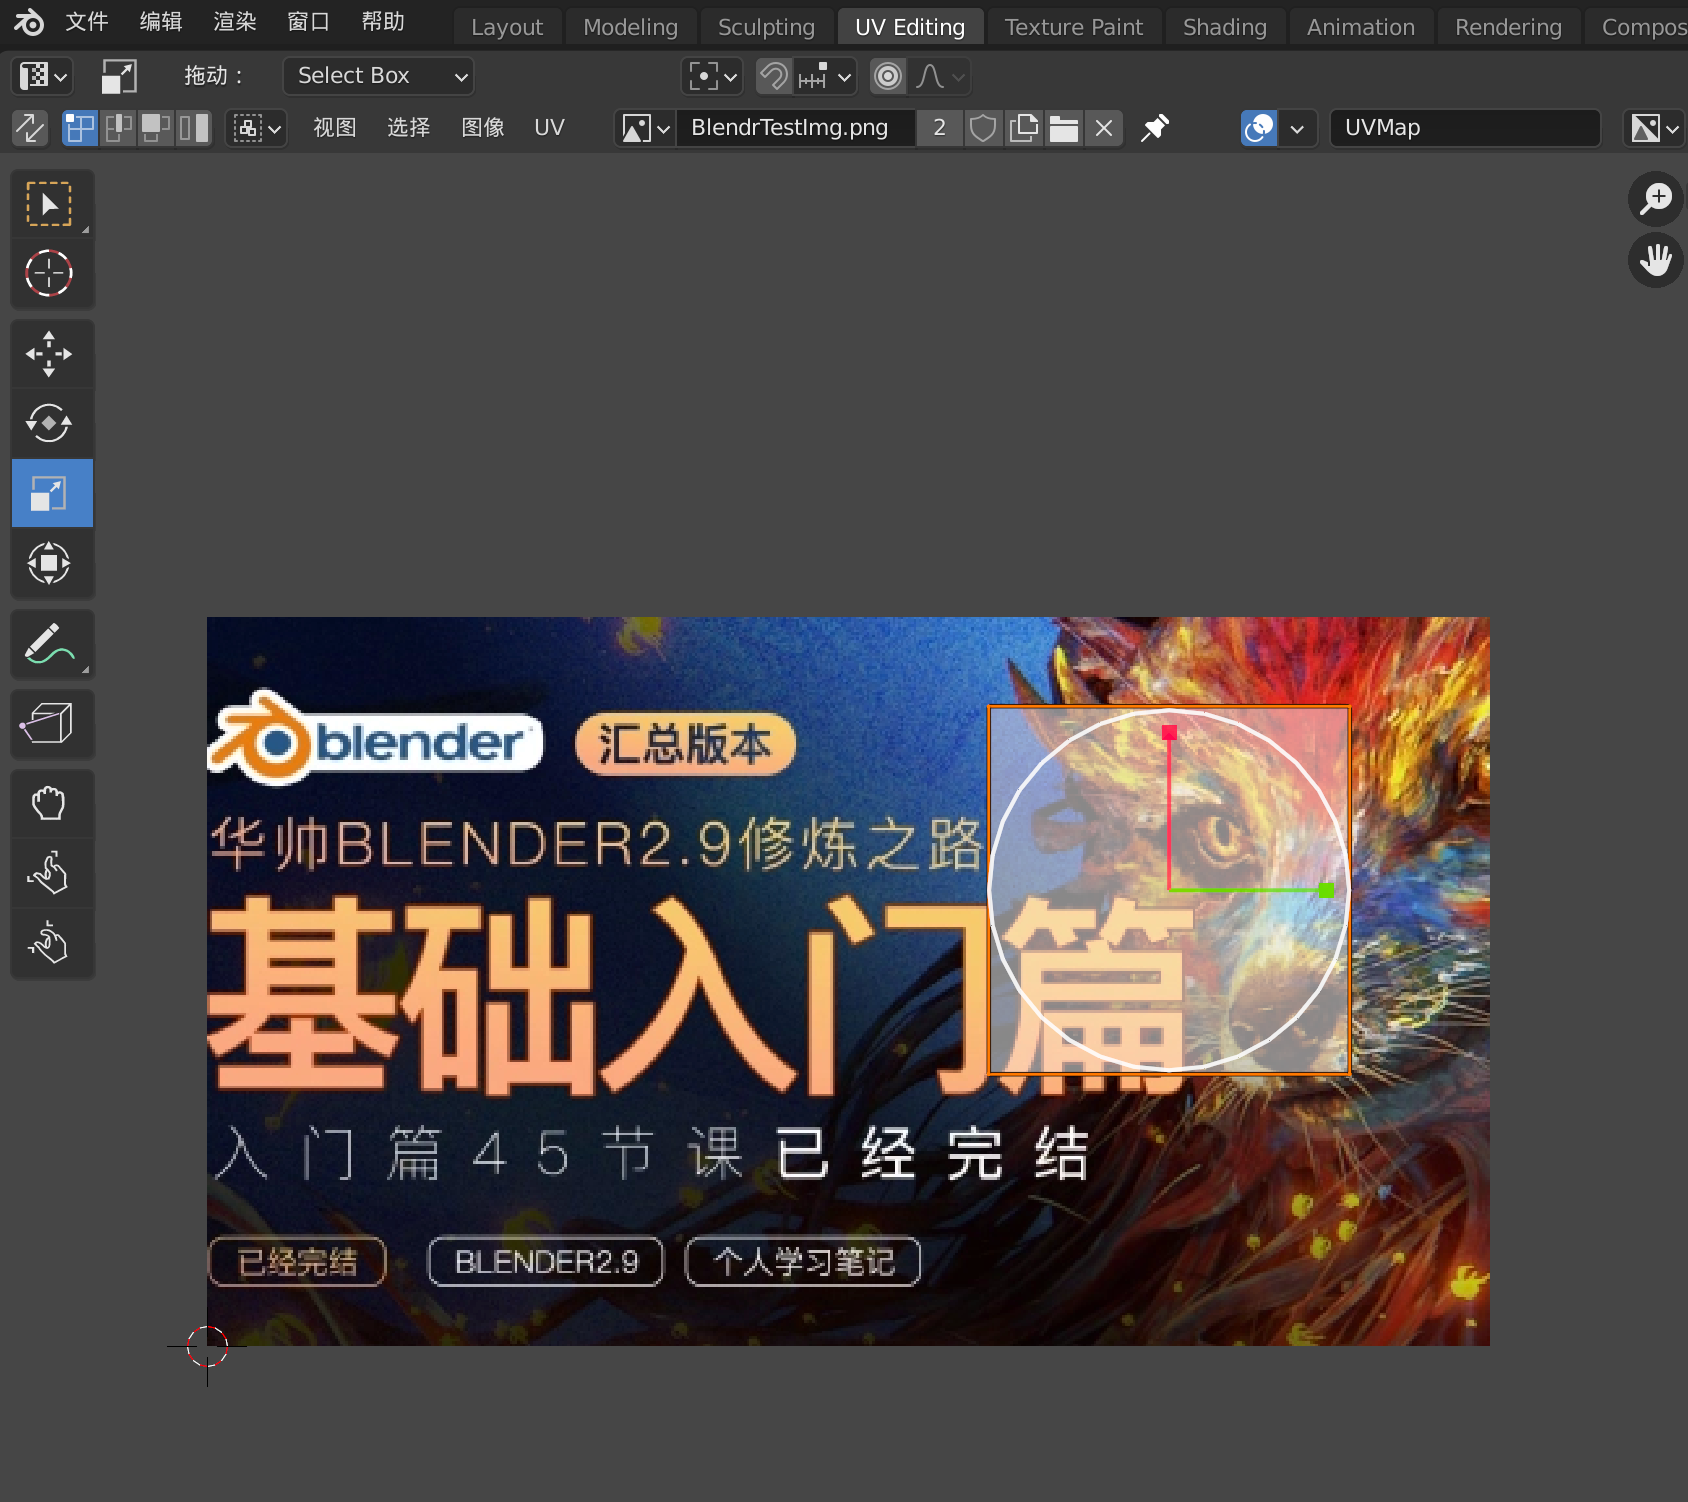 文件 编辑 渲染 窗口 帮助 Layout Modeling Sculpting UV Editing Texture Paint Shading Animation Rendering Compos
拖动： Select Box
视图 选择 图像 UV BlendrTestImg.png 2 UVMap
blender 汇总版本
华帅BLENDER2.9修炼之路
基础入门篇
入门篇45节课已经完结
已经完结 BLENDER2.9 个人学习笔记